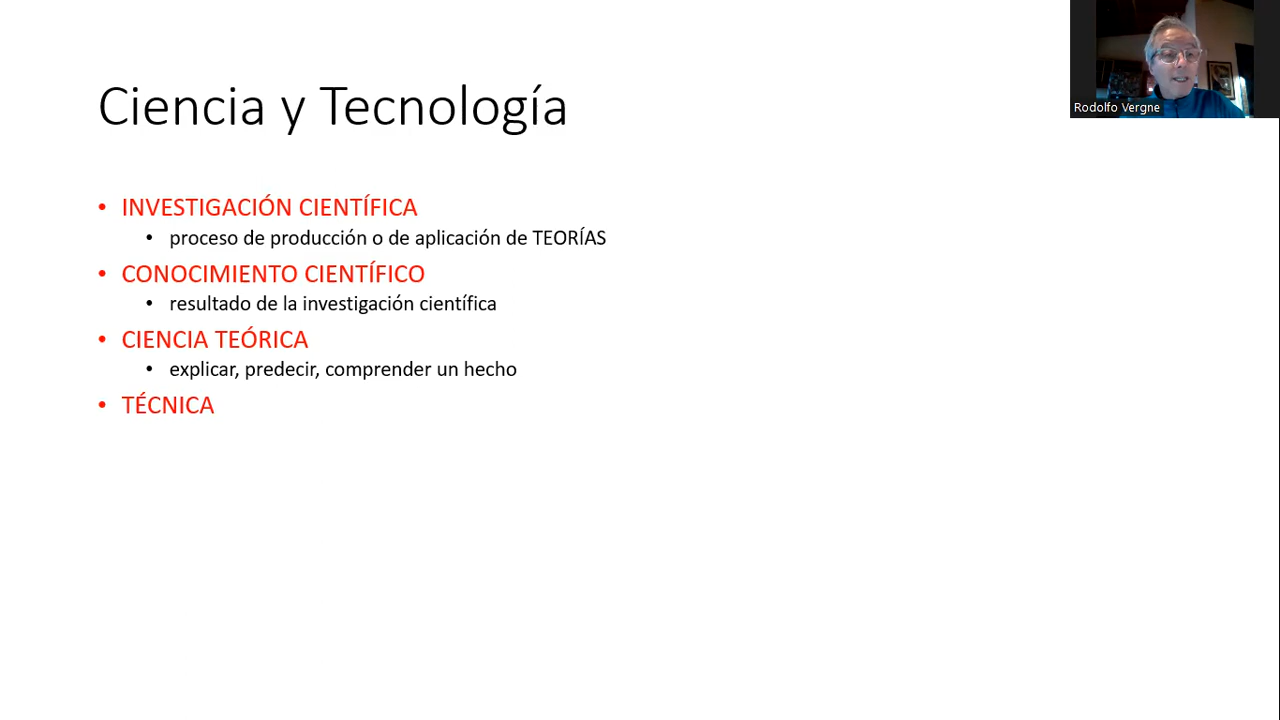 Ciencia y Tecnología
Rodolfo Vergne
• INVESTIGACIÓN CIENTÍFICA
• proceso de producción o de aplicación de TEORÍAS
• CONOCIMIENTO CIENTÍFICO
• resultado de la investigación científica
• CIENCIA TEÓRICA
• explicar, predecir, comprender un hecho
• TÉCNICA